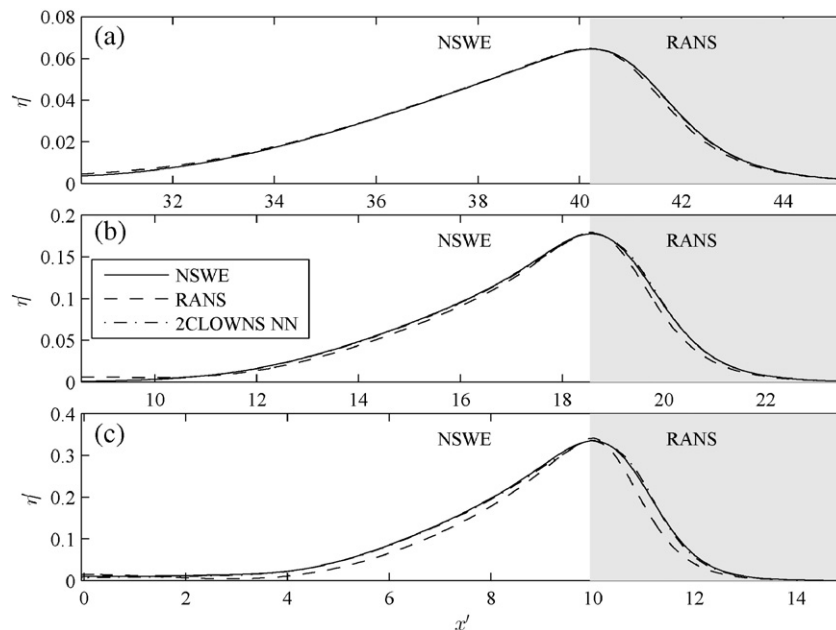 0.08
(a)
NSWE
RANS
0.06
η'
0.04
0.02
0
32
34
36
38
40
42
44
0.2
(b)
NSWE
RANS
0.15
NSWE
RANS
2CLOWNS NN
η'
0.1
0.05
0
10
12
14
16
18
20
22
0.4
(c)
NSWE
RANS
0.3
η'
0.2
0.1
0
0
2
4
6
8
10
12
14
x'